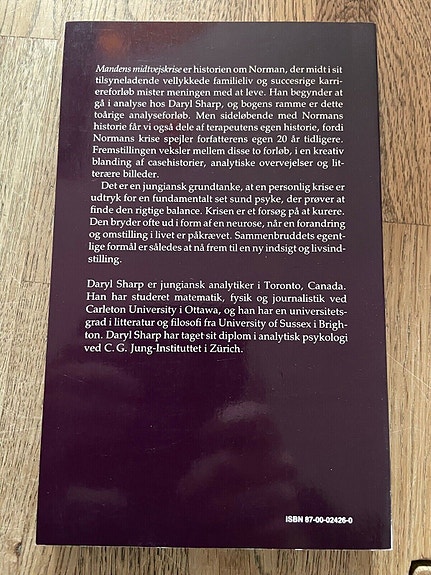 Mandens midtvejskrise er historien om Norman, der midt i sit
tilsyneladende vellykkede familieliv og succesrige karri-
ereforløb mister meningen med at leve. Han begynder at
gå i analyse hos Daryl Sharp, og bogens ramme er dette
toårige analyseforløb. Men sideløbende med Normans
historie får vi også dele af terapeutens egen historie, fordi
Normans krise spejler forfatterens egen 20 år tidligere.
Fremstillingen veksler mellem disse to forløb, i en kreativ
blanding af casehistorier, analytiske overvejelser og lit-
terære billeder.
Det er en jungiansk grundtanke, at en personlig krise er
udtryk for en fundamentalt set sund psyke, der prøver at
finde den rigtige balance. Krisen er et forsøg på at kurere.
Den bryder ofte ud i form af en neurose, når en forandring
og omstilling i livet er påkrævet. Sammenbruddets egent-
lige formål er således at nå frem til en ny indsigt og livsind-
stilling.
Daryl Sharp er jungiansk analytiker i Toronto, Canada.
Han har studeret matematik, fysik og journalistik ved
Carleton University i Ottawa, og han har en universitets-
grad i litteratur og filosofi fra University of Sussex i Brigh-
ton. Daryl Sharp har taget sit diplom i analytisk psykologi
ved C. G. Jung-Instituttet i Zürich.
ISBN 87-00-02426-0